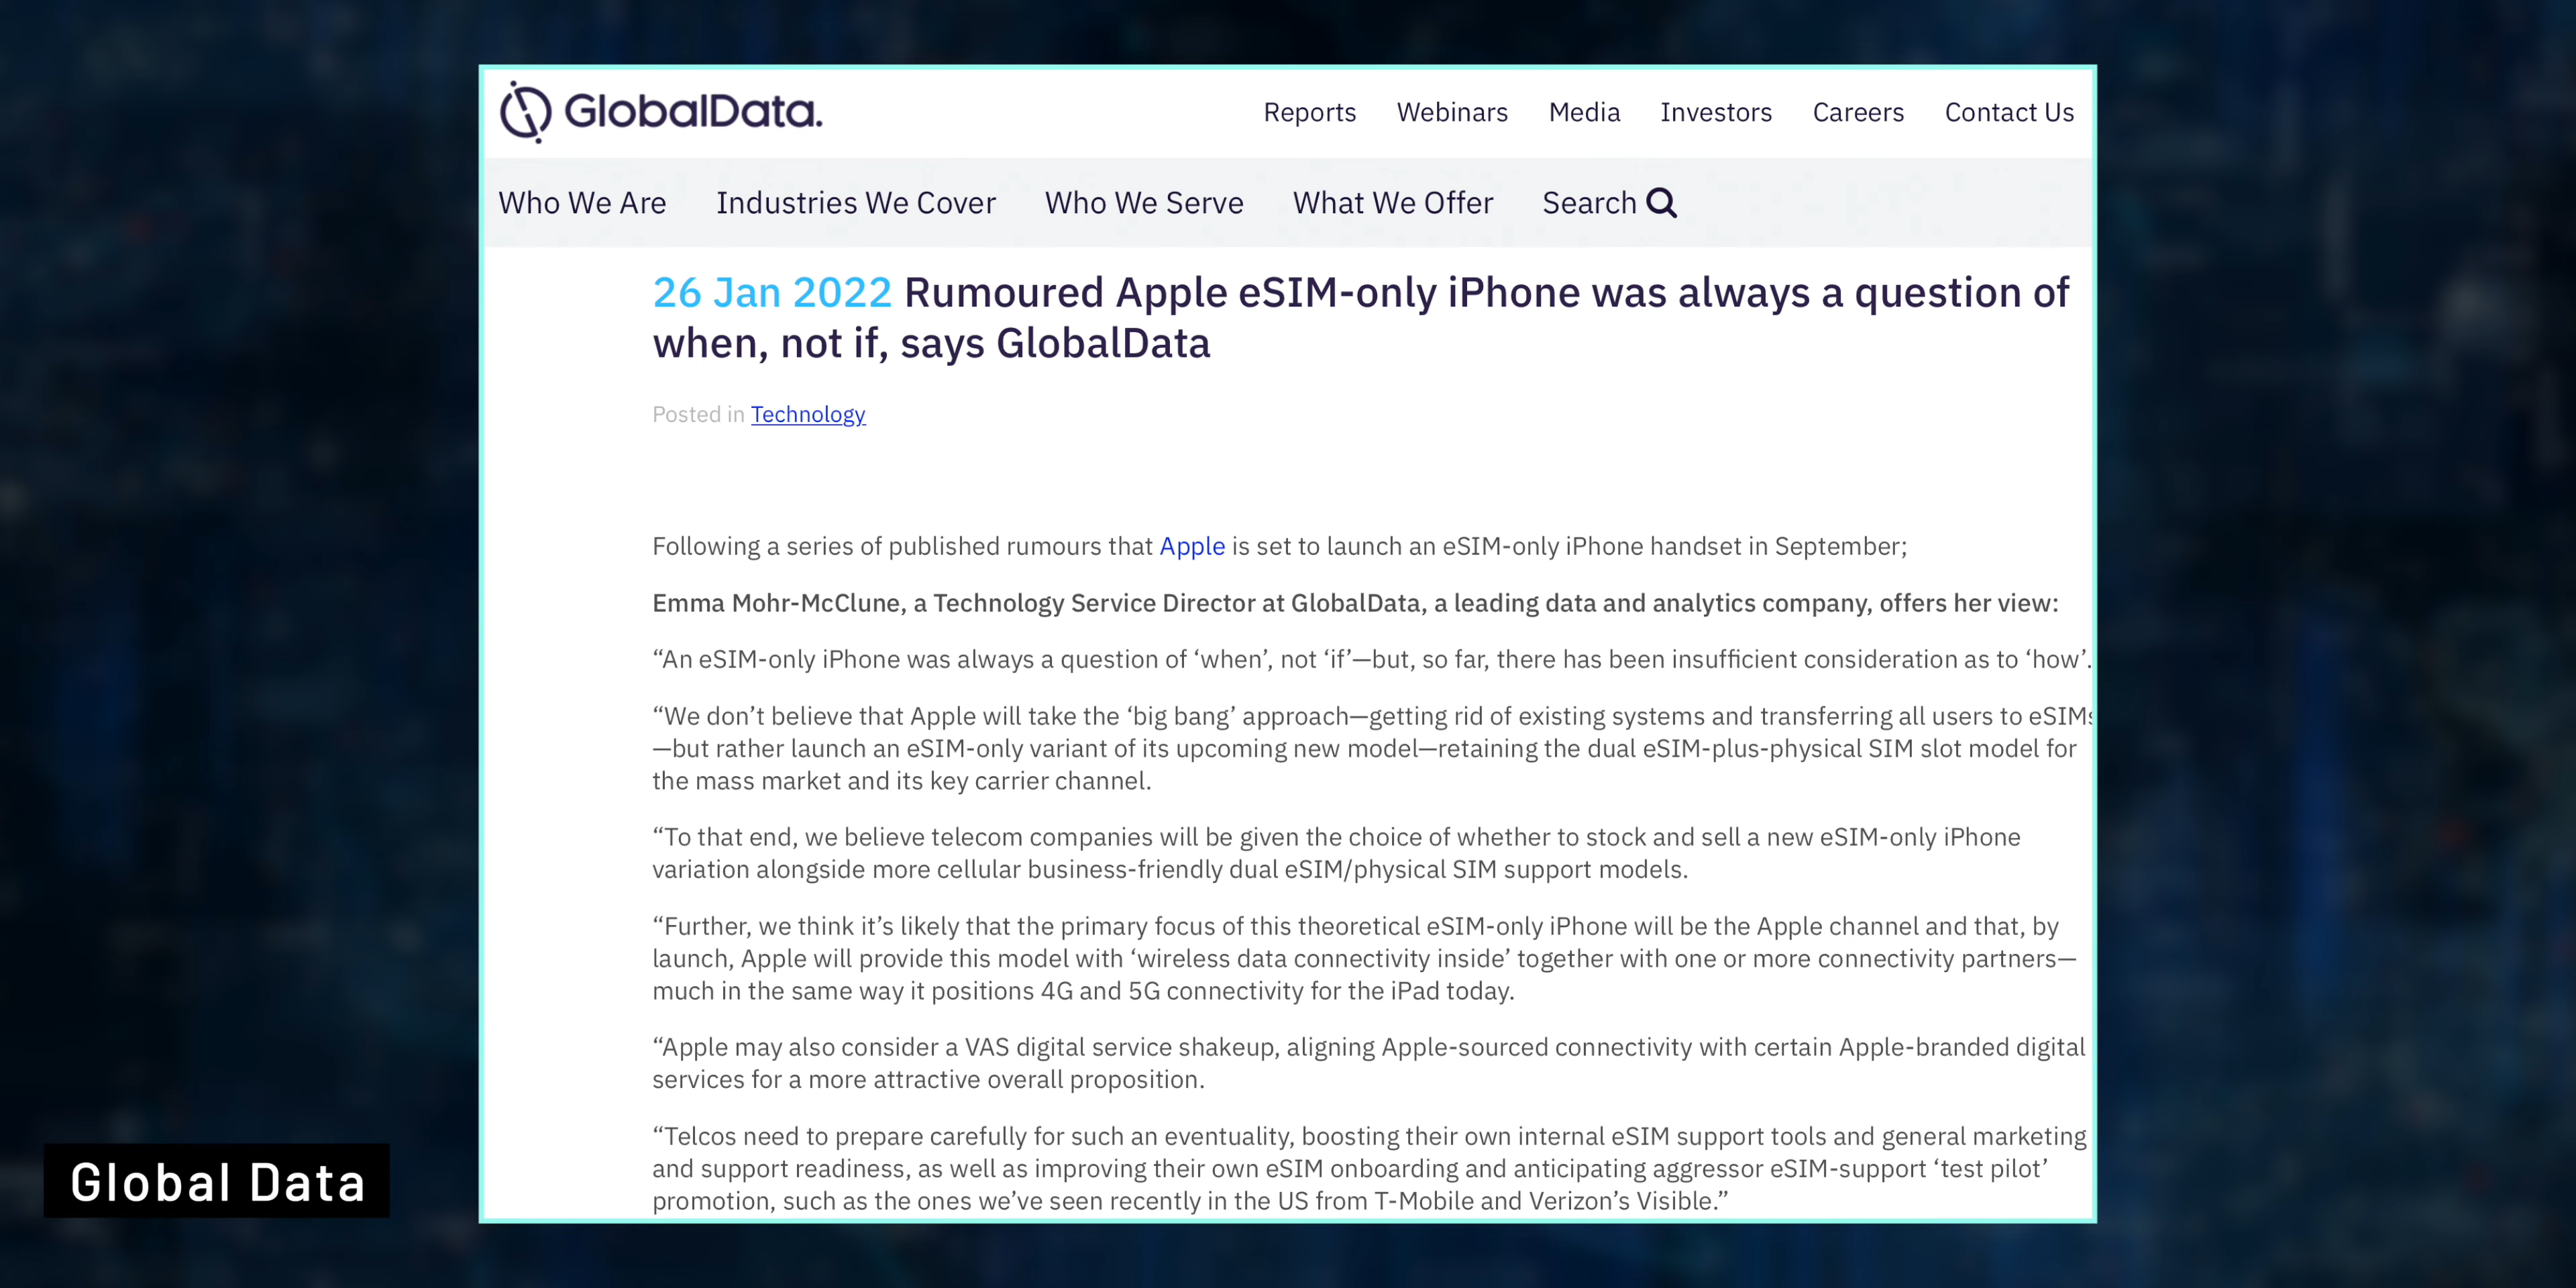 GlobalData.
Reports Webinars Media Investors Careers Contact Us
Who We Are Industries We Cover Who We Serve What We Offer Search
26 Jan 2022 Rumoured Apple eSIM-only iPhone was always a question of
when, not if, says GlobalData
Posted in Technology
Following a series of published rumours that Apple is set to launch an eSIM-only iPhone handset in September;
Emma Mohr-McClune, a Technology Service Director at GlobalData, a leading data and analytics company, offers her view:
“An eSIM-only iPhone was always a question of ‘when’, not ‘if’—but, so far, there has been insufficient consideration as to ‘how’.
“We don’t believe that Apple will take the ‘big bang’ approach—getting rid of existing systems and transferring all users to eSIMs
—but rather launch an eSIM-only variant of its upcoming new model—retaining the dual eSIM-plus-physical SIM slot model for
the mass market and its key carrier channel.
“To that end, we believe telecom companies will be given the choice of whether to stock and sell a new eSIM-only iPhone
variation alongside more cellular business-friendly dual eSIM/physical SIM support models.
“Further, we think it’s likely that the primary focus of this theoretical eSIM-only iPhone will be the Apple channel and that, by
launch, Apple will provide this model with ‘wireless data connectivity inside’ together with one or more connectivity partners—
much in the same way it positions 4G and 5G connectivity for the iPad today.
“Apple may also consider a VAS digital service shakeup, aligning Apple-sourced connectivity with certain Apple-branded digital
services for a more attractive overall proposition.
“Telcos need to prepare carefully for such an eventuality, boosting their own internal eSIM support tools and general marketing
and support readiness, as well as improving their own eSIM onboarding and anticipating aggressor eSIM-support ‘test pilot’
promotion, such as the ones we’ve seen recently in the US from T-Mobile and Verizon’s Visible.”
Global Data